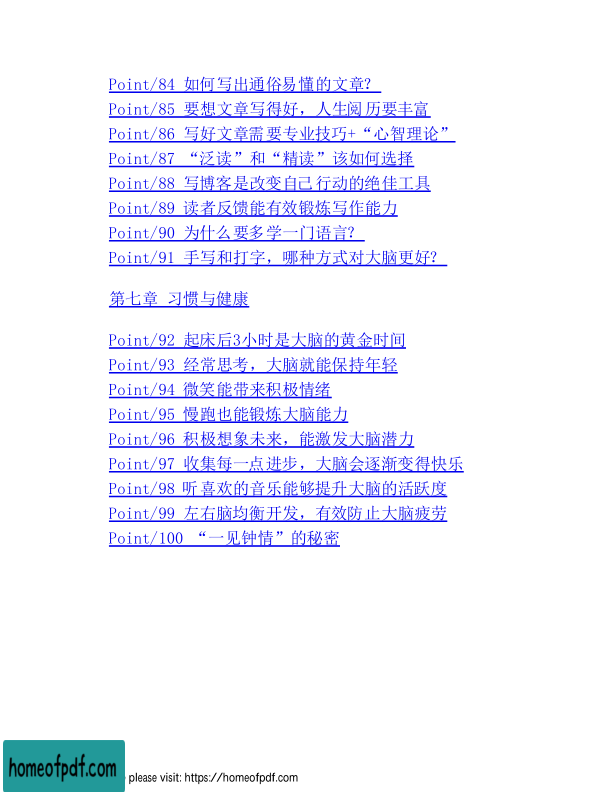 Point/84 如何写出通俗易懂的文章？
Point/85 要想文章写得好，人生阅历要丰富
Point/86 写好文章需要专业技巧+“心智理论”
Point/87 “泛读”和“精读”该如何选择
Point/88 写博客是改变自己行动的绝佳工具
Point/89 读者反馈能有效锻炼写作能力
Point/90 为什么要多学一门语言？
Point/91 手写和打字，哪种方式对大脑更好？
第七章 习惯与健康
Point/92 起床后3小时是大脑的黄金时间
Point/93 经常思考，大脑就能保持年轻
Point/94 微笑能带来积极情绪
Point/95 慢跑也能锻炼大脑能力
Point/96 积极想象未来，能激发大脑潜力
Point/97 收集每一点进步，大脑会逐渐变得快乐
Point/98 听喜欢的音乐能够提升大脑的活跃度
Point/99 左右脑均衡开发，有效防止大脑疲劳
Point/100 “一见钟情”的秘密
homeofpdf.com
please visit: https://homeofpdf.com